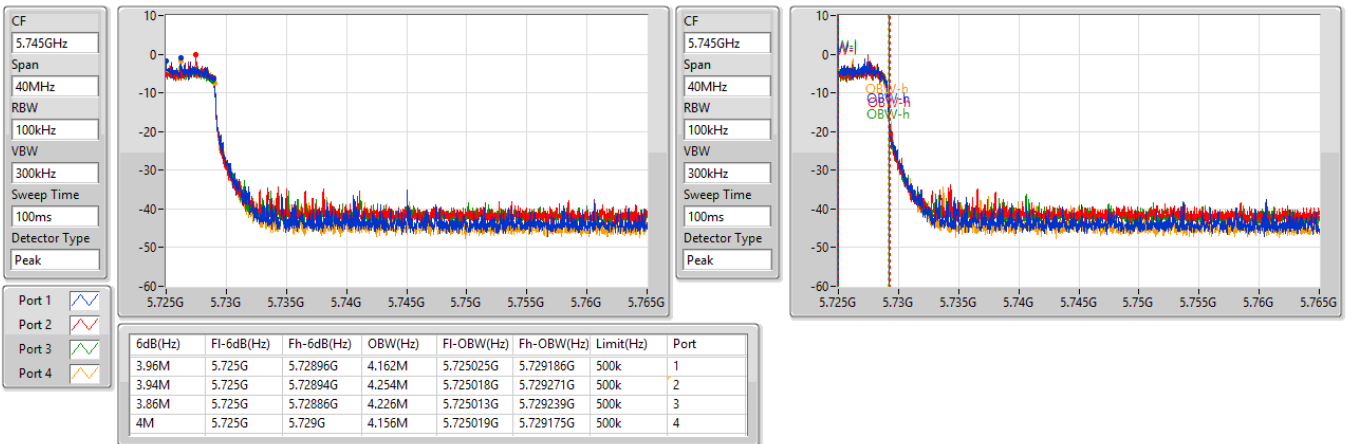 CF
5.745GHz
Span
40MHz
RBW
100kHz
VBW
300kHz
Sweep Time
100ms
Detector Type
Peak
10
0
-10
-20
-30
-40
-50
-60
5.725G 5.73G 5.735G 5.74G 5.745G 5.75G 5.755G 5.76G 5.765G
CF
5.745GHz
Span
40MHz
RBW
100kHz
VBW
300kHz
Sweep Time
100ms
Detector Type
Peak
10
0
-10
-20
-30
-40
-50
-60
OBW-h
OBW-h
OBW-h
OBW-h
5.725G 5.73G 5.735G 5.74G 5.745G 5.75G 5.755G 5.76G 5.765G
Port 1
Port 2
Port 3
Port 4
6dB(Hz) Fl-6dB(Hz) Fh-6dB(Hz) OBW(Hz) Fl-OBW(Hz) Fh-OBW(Hz) Limit(Hz) Port
3.96M 5.725G 5.72896G 4.162M 5.725025G 5.729186G 500k 1
3.94M 5.725G 5.72894G 4.254M 5.725018G 5.729271G 500k 2
3.86M 5.725G 5.72886G 4.226M 5.725013G 5.729239G 500k 3
4M 5.725G 5.729G 4.156M 5.725019G 5.729175G 500k 4